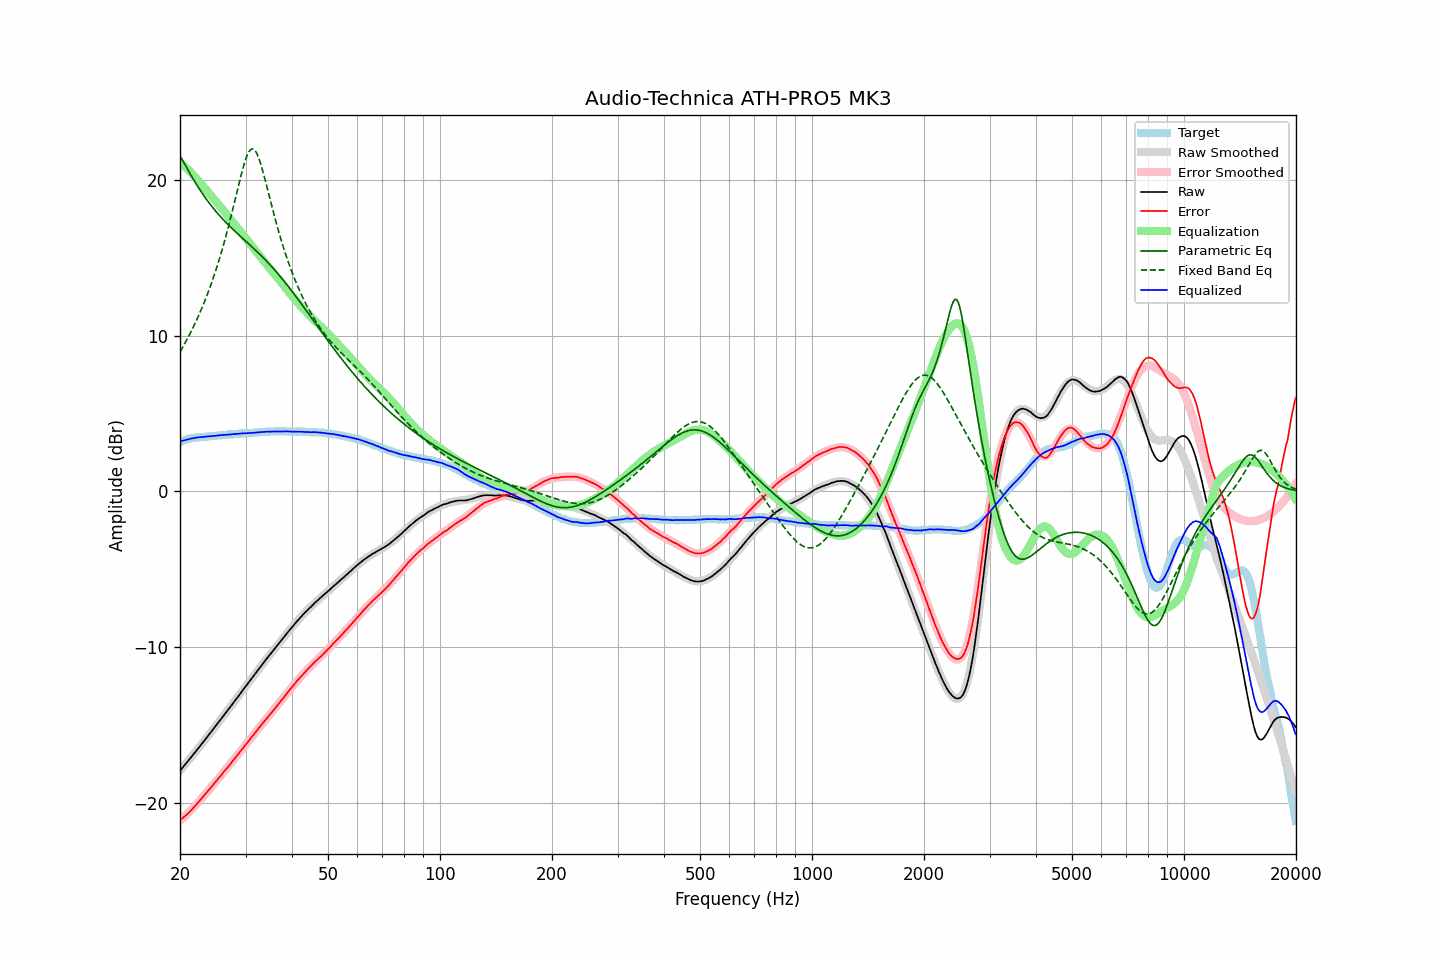 Audio-Technica ATH-PRO5 MK3
Target
Raw Smoothed
Error Smoothed
Raw
Error
Equalization
Parametric Eq
Fixed Band Eq
Equalized
Amplitude (dBr)
20
10
0
−10
−20
20 50 100 200 500 1000 2000 5000 10000 20000
Frequency (Hz)